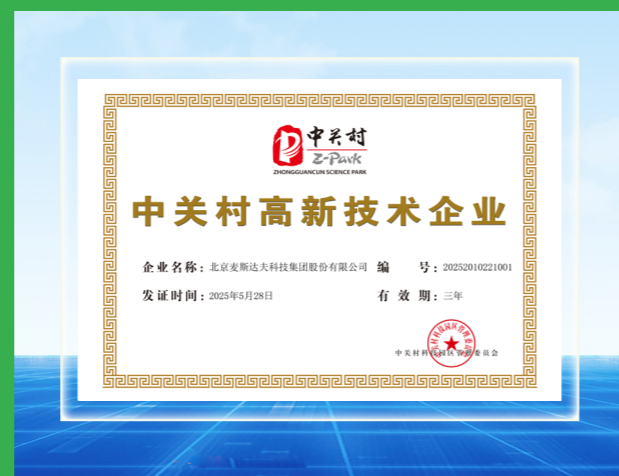 中关村
Z-Park
ZHONGGUANCUN SCIENCE PARK
中关村高新技术企业
企业名称：北京麦斯达夫科技集团股份有限公司 编 号：20252010221001
发证时间：2025年5月28日 有 效 期：三年
中关村科技园区管理委员会